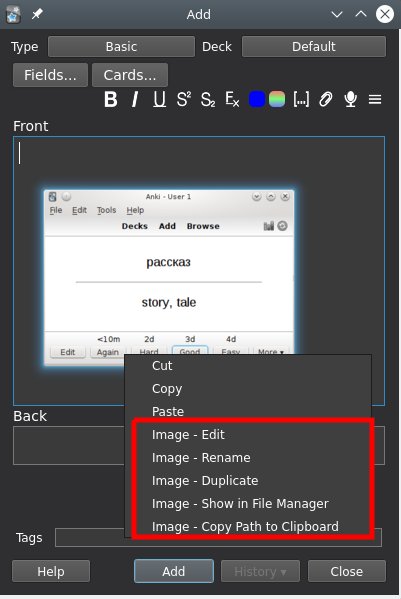 Add
Type Basic Deck Default
Fields... Cards...
B I U S² S₂ Eₓ [...]
Front
Anki - User 1
File Edit Tools Help
Decks Add Browse
рассказ
story, tale
<10m 2d 3d 4d
Edit Again Hard Good Easy More ▾
Cut
Copy
Paste
Back
Image - Edit
Image - Rename
Image - Duplicate
Image - Show in File Manager
Image - Copy Path to Clipboard
Tags
Help Add History ▾ Close